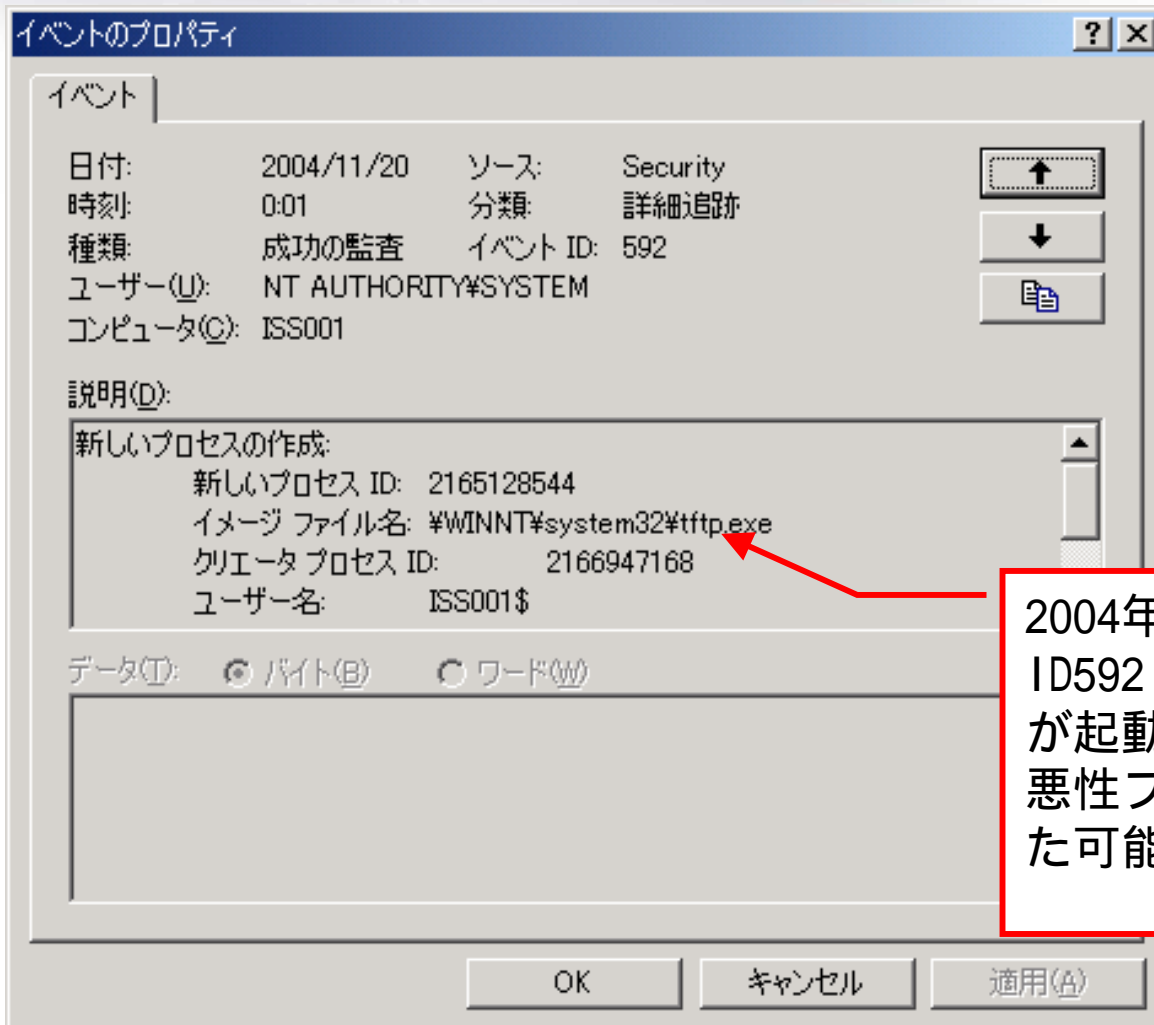 イベントのプロパティ
イベント
日付: 2004/11/20 ソース: Security
時刻: 0:01 分類: 詳細追跡
種類: 成功の監査 イベント ID: 592
ユーザー(U): NT AUTHORITY¥SYSTEM
コンピュータ(C): ISS001
説明(D):
新しいプロセスの作成:
新しいプロセス ID: 2165128544
イメージ ファイル名: ¥WINNT¥system32¥tftp.exe
クリエータ プロセス ID: 2166947168
ユーザー名: ISS001$
データ(T): バイト(B) ワード(W)
2004年
ID592
が起動
悪性プ
た可能
OK キャンセル 適用(A)